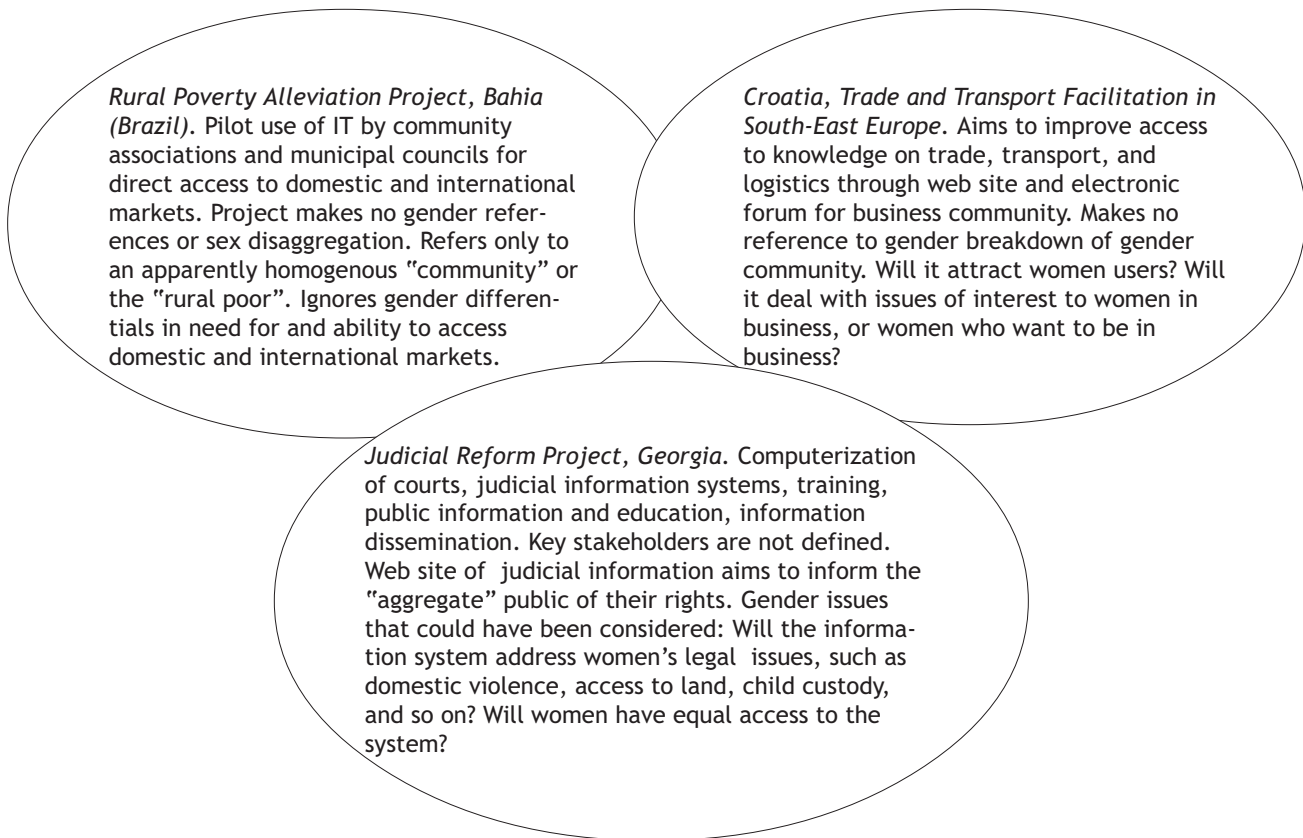 Rural Poverty Alleviation Project, Bahia
(Brazil). Pilot use of IT by community
associations and municipal councils for
direct access to domestic and international
markets. Project makes no gender refer-
ences or sex disaggregation. Refers only to
an apparently homogenous “community” or
the “rural poor”. Ignores gender differen-
tials in need for and ability to access
domestic and international markets.
Croatia, Trade and Transport Facilitation in
South-East Europe. Aims to improve access
to knowledge on trade, transport, and
logistics through web site and electronic
forum for business community. Makes no
reference to gender breakdown of gender
community. Will it attract women users? Will
it deal with issues of interest to women in
business, or women who want to be in
business?
Judicial Reform Project, Georgia. Computerization
of courts, judicial information systems, training,
public information and education, information
dissemination. Key stakeholders are not defined.
Web site of judicial information aims to inform the
“aggregate” public of their rights. Gender issues
that could have been considered: Will the informa-
tion system address women’s legal issues, such as
domestic violence, access to land, child custody,
and so on? Will women have equal access to the
system?